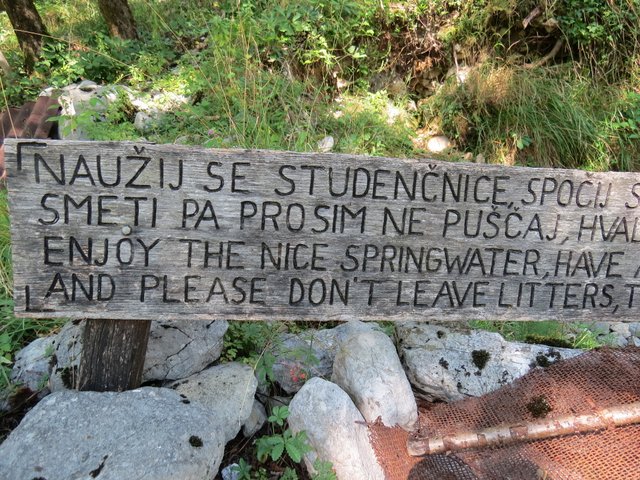 NAUŽIJ SE STUDENČNICE, SPOČIJ S
SMETI PA PROSIM NE PUŠČAJ, HVAL
ENJOY THE NICE SPRINGWATER, HAVE A
AND PLEASE DON'T LEAVE LITTERS, T